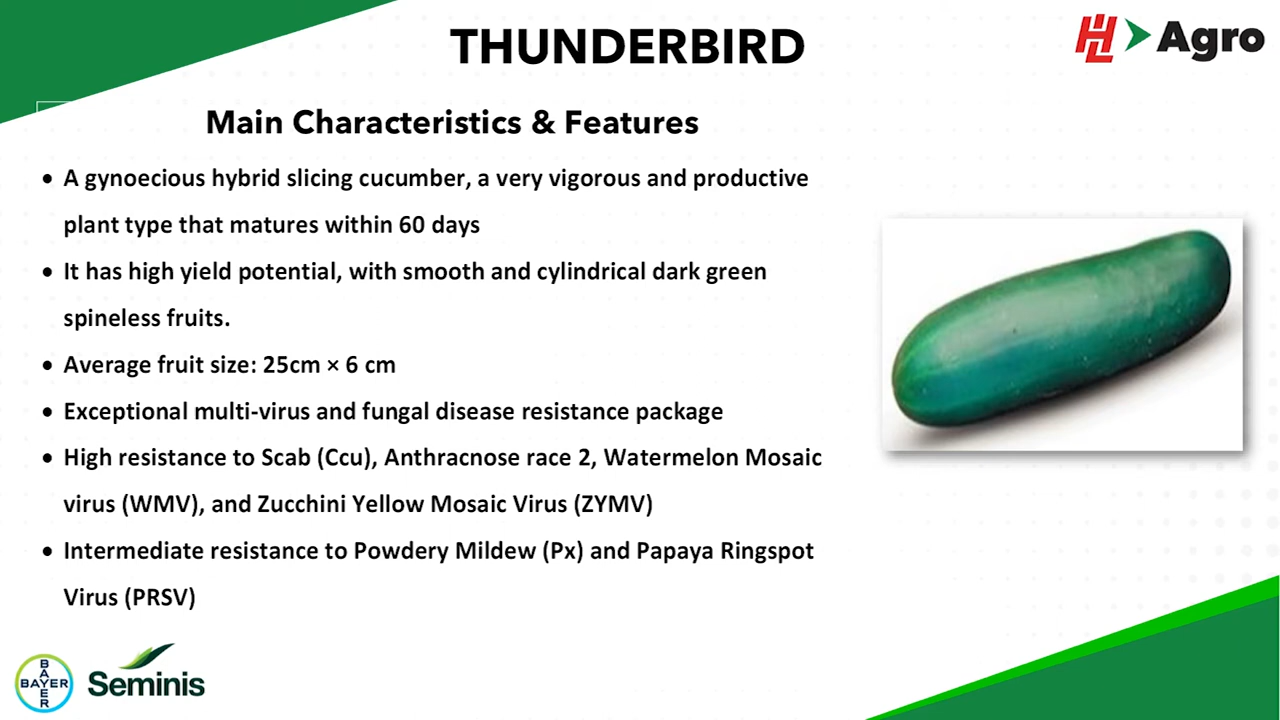 THUNDERBIRD
HL Agro
Main Characteristics & Features
• A gynoecious hybrid slicing cucumber, a very vigorous and productive
plant type that matures within 60 days
• It has high yield potential, with smooth and cylindrical dark green
spineless fruits.
• Average fruit size: 25cm × 6 cm
• Exceptional multi-virus and fungal disease resistance package
• High resistance to Scab (Ccu), Anthracnose race 2, Watermelon Mosaic
virus (WMV), and Zucchini Yellow Mosaic Virus (ZYMV)
• Intermediate resistance to Powdery Mildew (Px) and Papaya Ringspot
Virus (PRSV)
BAYER
BAYER
Seminis